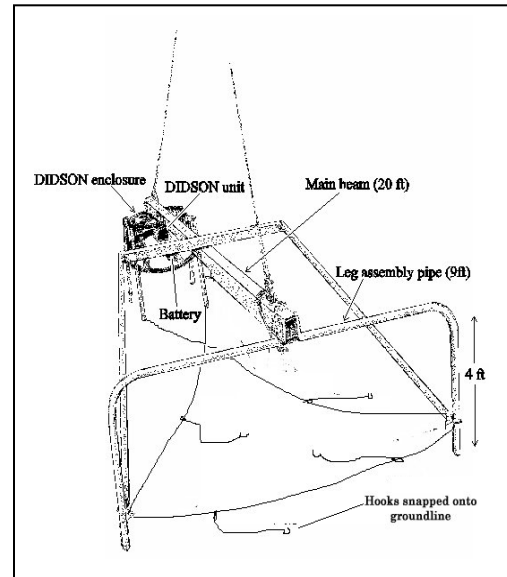 DIDSON enclosure
DIDSON unit
Main beam (20 ft)
Leg assembly pipe (9ft)
Battery
4 ft
Hooks snapped onto
groundline